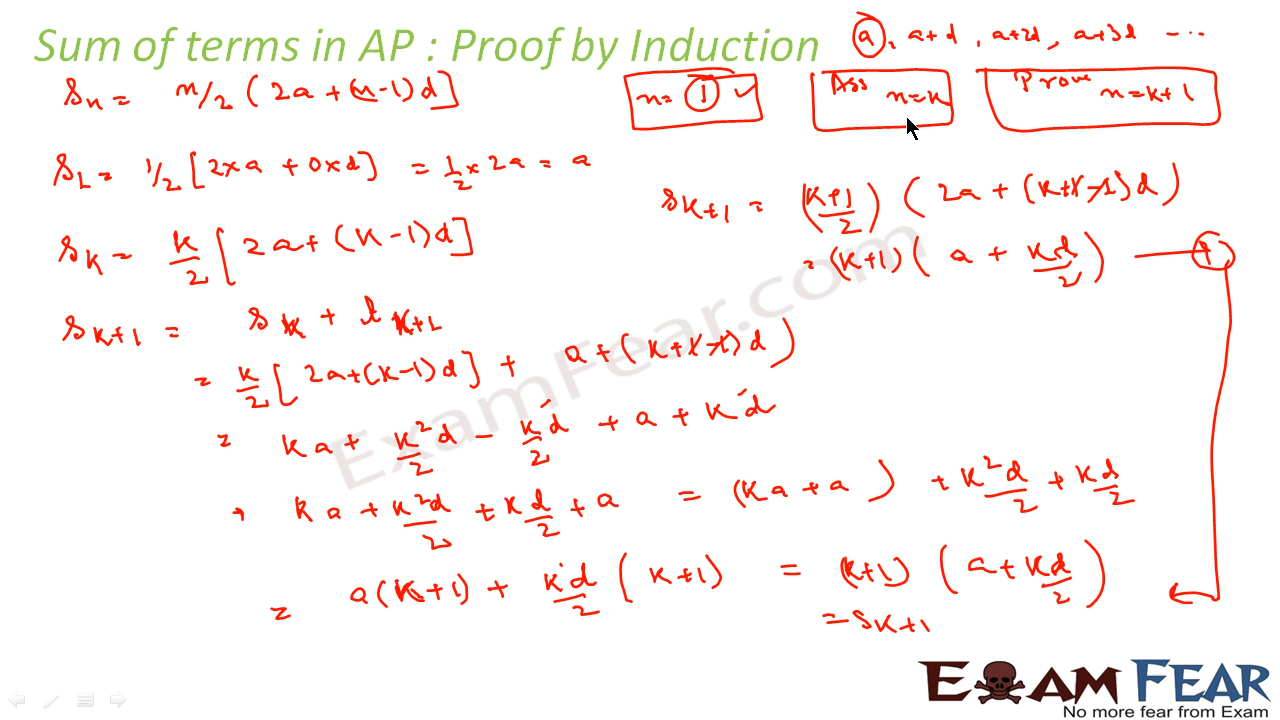 Sum of terms in AP : Proof by Induction
a, a+d, a+2d, a+3d ...
Sn = n/2 ( 2a + (n-1)d ]
n= 1 ✓
Ass n=k
Prove n=k+1
S1 = 1/2 [ 2xa + 0xd ] = 1/2 x 2a = a
Sk = k/2 [ 2a + (k-1)d ]
Sk+1 = Sk + tk+1
= k/2 [ 2a+(k-1)d ] + a+(k+1-1)d )
= ka + k²d/2 - kd/2 + a + kd
, ka + k²d/2 + kd/2 + a = (ka + a) + k²d/2 + kd/2
= a(k+1) + kd/2 (k+1) = (k+1) ( a + kd/2 )
= Sk+1
Sk+1 = (k+1/2) ( 2a + (k+1-1)d )
= (k+1) ( a + kd/2 ) — 1
ExamFear.com
EXAM FEAR
No more fear from Exam